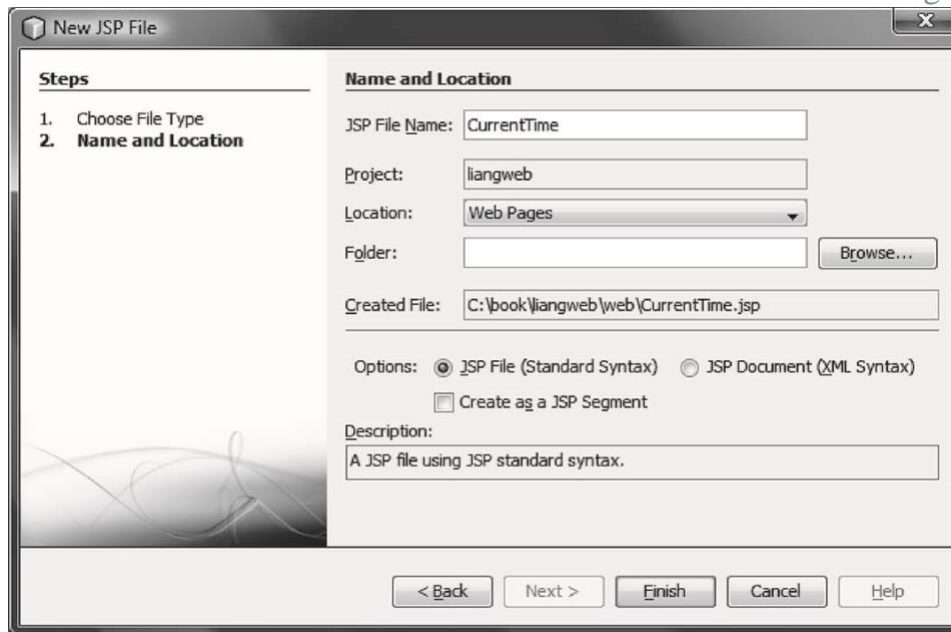 New JSP File
X
Steps
1. Choose File Type
2. Name and Location
Name and Location
JSP File Name: CurrentTime
Project: liangweb
Location: Web Pages
Folder: Browse...
Created File: C:\book\liangweb\web\CurrentTime.jsp
Options: JSP File (Standard Syntax) JSP Document (XML Syntax)
Create as a JSP Segment
Description:
A JSP file using JSP standard syntax.
< Back Next > Finish Cancel Help